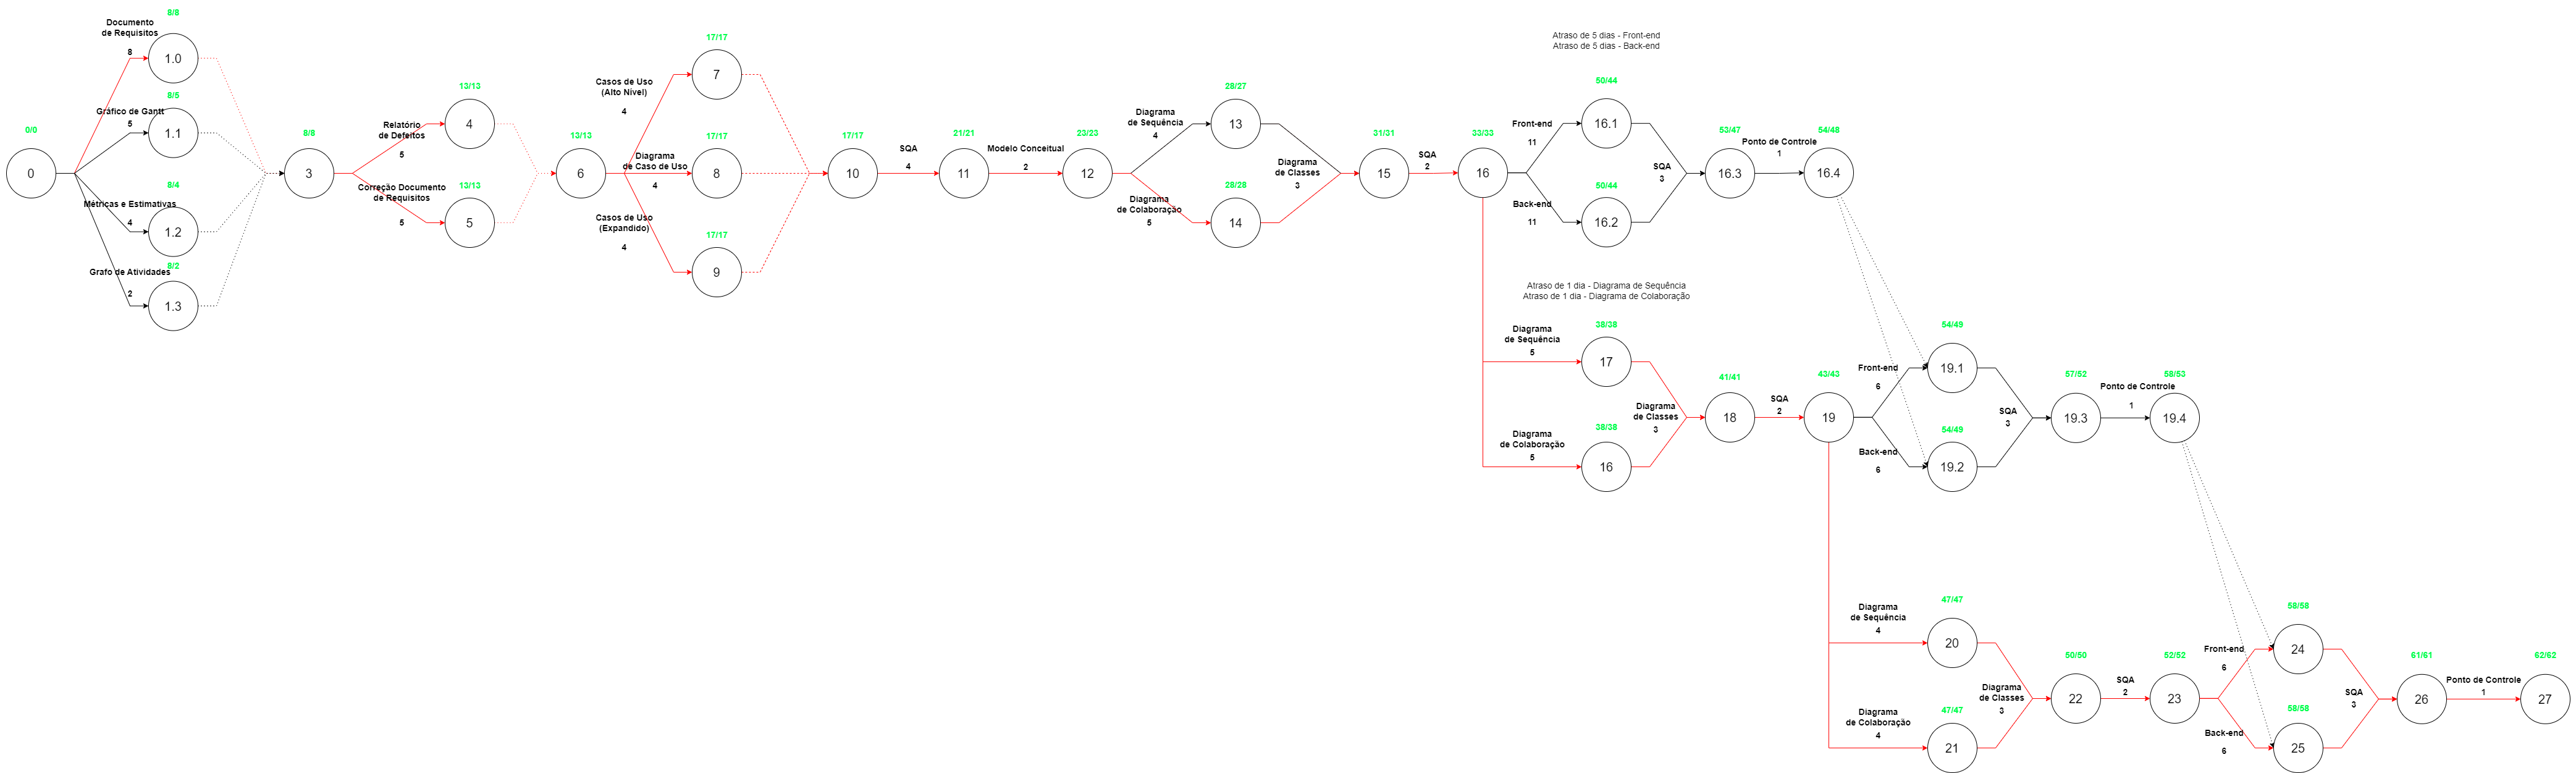 0/0
0
Documento
de Requisitos
8
8/8
1.0
Gráfico de Gantt
5
8/5
1.1
Métricas e Estimativas
4
8/4
1.2
Grafo de Atividades
2
8/2
1.3
8/8
3
Relatório
de Defeitos
5
13/13
4
Correção Documento
de Requisitos
5
13/13
5
13/13
6
Casos de Uso
(Alto Nível)
4
17/17
7
Diagrama
de Caso de Uso
4
17/17
8
Casos de Uso
(Expandido)
4
17/17
9
17/17
10
SQA
4
21/21
11
Modelo Conceitual
2
23/23
12
Diagrama
de Sequência
4
28/27
13
Diagrama
de Colaboração
5
28/28
14
Diagrama
de Classes
3
31/31
15
SQA
2
33/33
16
Atraso de 5 dias - Front-end
Atraso de 5 dias - Back-end
Front-end
11
50/44
16.1
Back-end
11
50/44
16.2
SQA
3
53/47
16.3
Ponto de Controle
1
54/48
16.4
Atraso de 1 dia - Diagrama de Sequência
Atraso de 1 dia - Diagrama de Colaboração
Diagrama
de Sequência
5
38/38
17
Diagrama
de Colaboração
5
38/38
16
Diagrama
de Classes
3
41/41
18
SQA
2
43/43
19
Front-end
6
54/49
19.1
Back-end
6
54/49
19.2
SQA
3
57/52
19.3
Ponto de Controle
1
58/53
19.4
Diagrama
de Sequência
4
47/47
20
Diagrama
de Colaboração
4
47/47
21
Diagrama
de Classes
3
50/50
22
SQA
2
52/52
23
Front-end
6
58/58
24
Back-end
6
58/58
25
SQA
3
61/61
26
Ponto de Controle
1
62/62
27